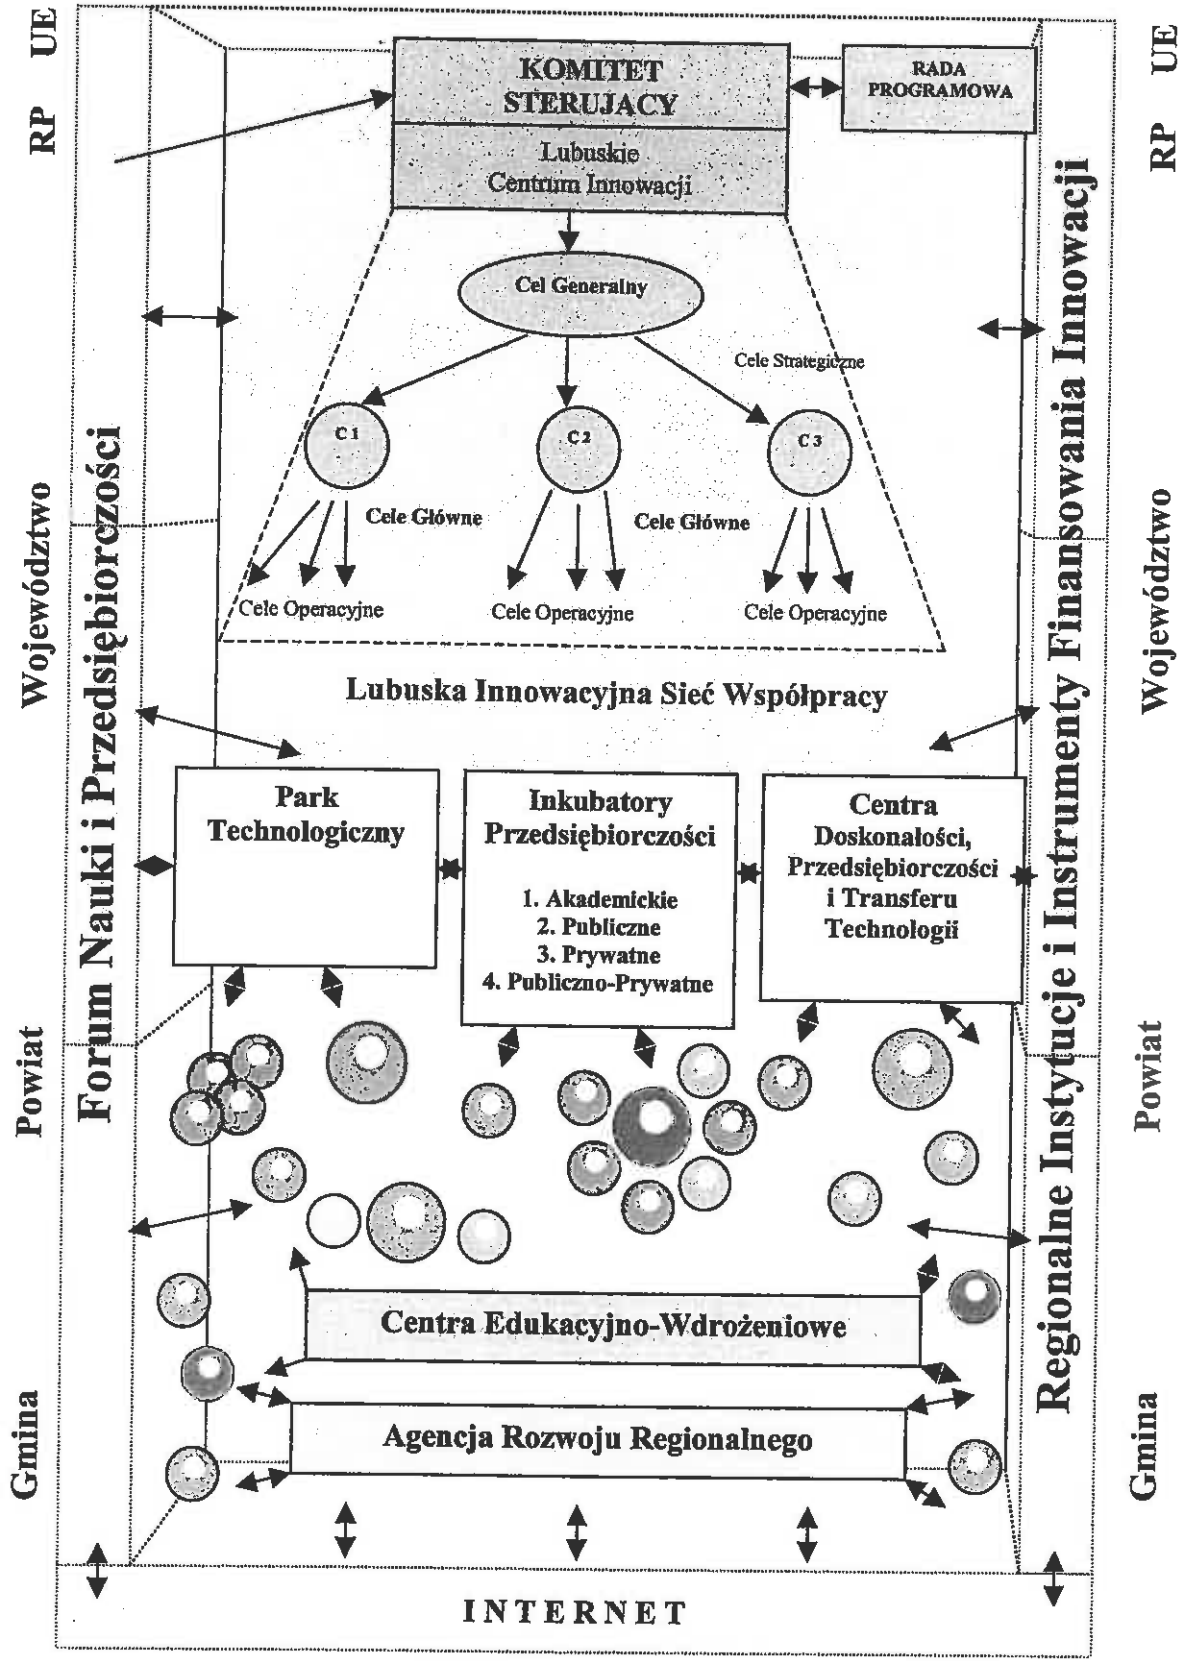 UE
RP
Województwo
Powiat
Gmina
Forum Nauki i Przedsiębiorczości
KOMITET
STERUJĄCY
Lubuskie
Centrum Innowacji
RADA
PROGRAMOWA
Cel Generalny
Cele Strategiczne
C 1
C 2
C 3
Cele Główne
Cele Główne
Cele Operacyjne
Cele Operacyjne
Cele Operacyjne
Lubuska Innowacyjna Sieć Współpracy
Park
Technologiczny
Inkubatory
Przedsiębiorczości
1. Akademickie
2. Publiczne
3. Prywatne
4. Publiczno-Prywatne
Centra
Doskonałości,
Przedsiębiorczości
i Transferu
Technologii
Centra Edukacyjno-Wdrożeniowe
Agencja Rozwoju Regionalnego
INTERNET
Regionalne Instytucje i Instrumenty Finansowania Innowacji
UE
RP
Województwo
Powiat
Gmina